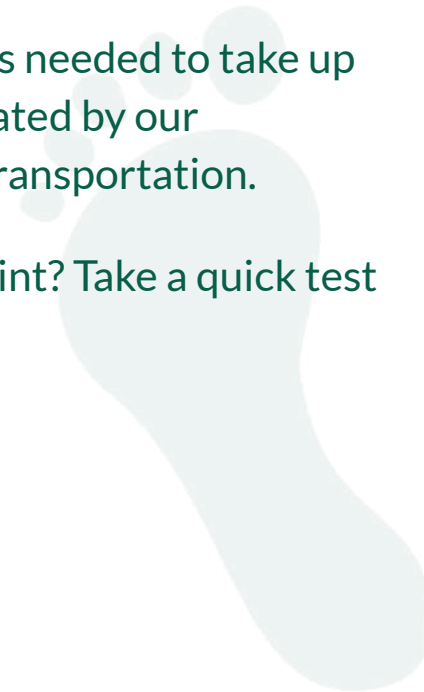 s needed to take up
ated by our
ransportation.
int? Take a quick test